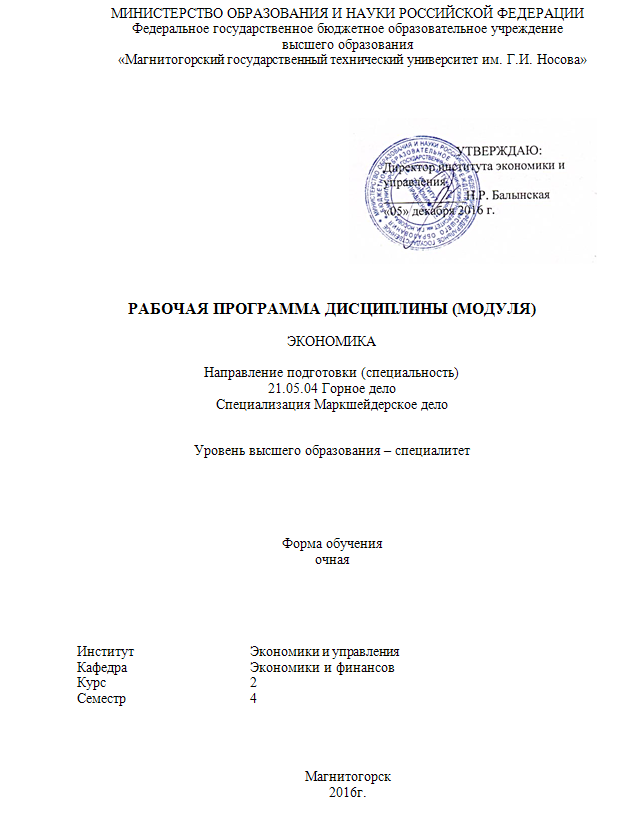 МИНИСТЕРСТВО ОБРАЗОВАНИЯ И НАУКИ РОССИЙСКОЙ ФЕДЕРАЦИИ
Федеральное государственное бюджетное образовательное учреждение
высшего образования
«Магнитогорский государственный технический университет им. Г.И. Носова»
УТВЕРЖДАЮ:
Директор института экономики и
управления
Н.Р. Балынская
«05» декабря 2016 г.
РАБОЧАЯ ПРОГРАММА ДИСЦИПЛИНЫ (МОДУЛЯ)
ЭКОНОМИКА
Направление подготовки (специальность)
21.05.04 Горное дело
Специализация Маркшейдерское дело
Уровень высшего образования – специалитет
Форма обучения
очная
Институт Экономики и управления
Кафедра Экономики и финансов
Курс 2
Семестр 4
Магнитогорск
2016г.